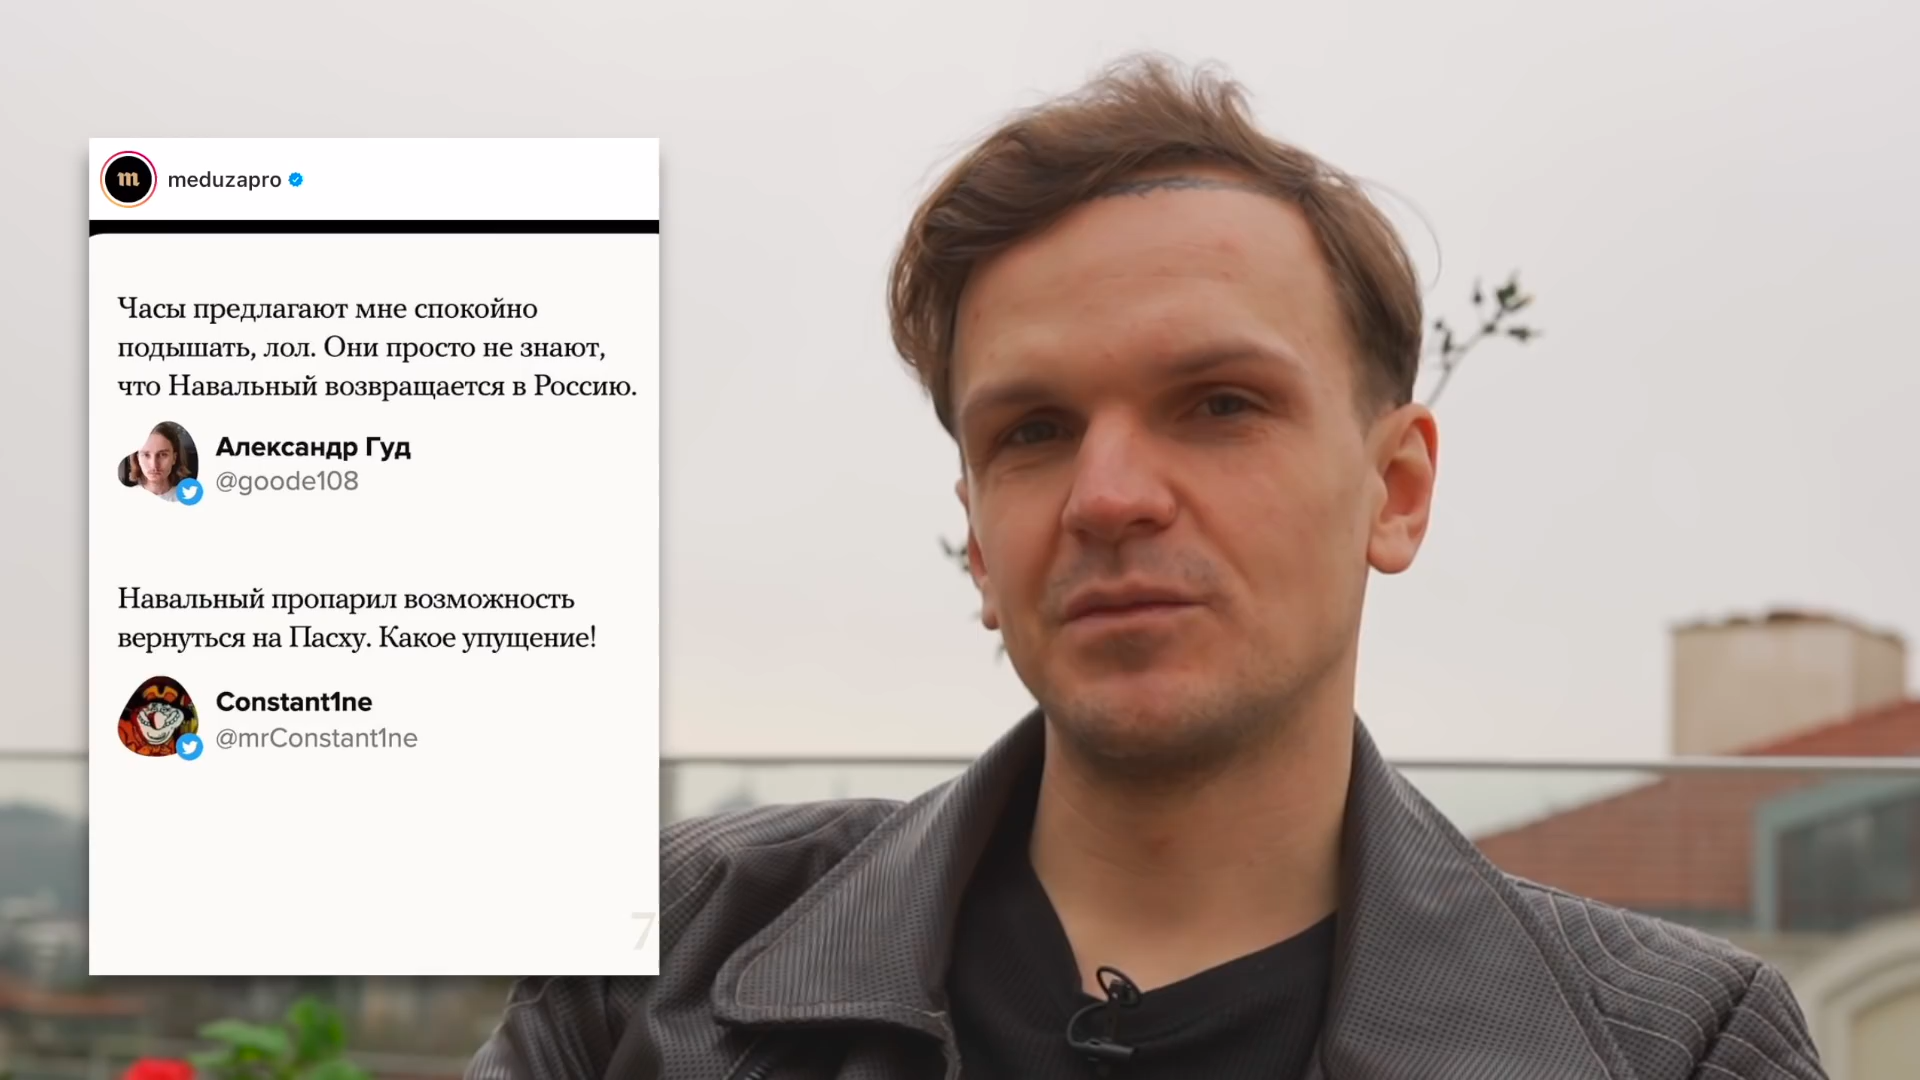 m
meduzapro
Часы предлагают мне спокойно
подышать, лол. Они просто не знают,
что Навальный возвращается в Россию.
Александр Гуд
@goode108
Навальный пропарил возможность
вернуться на Пасху. Какое упущение!
Constant1ne
@mrConstant1ne
7